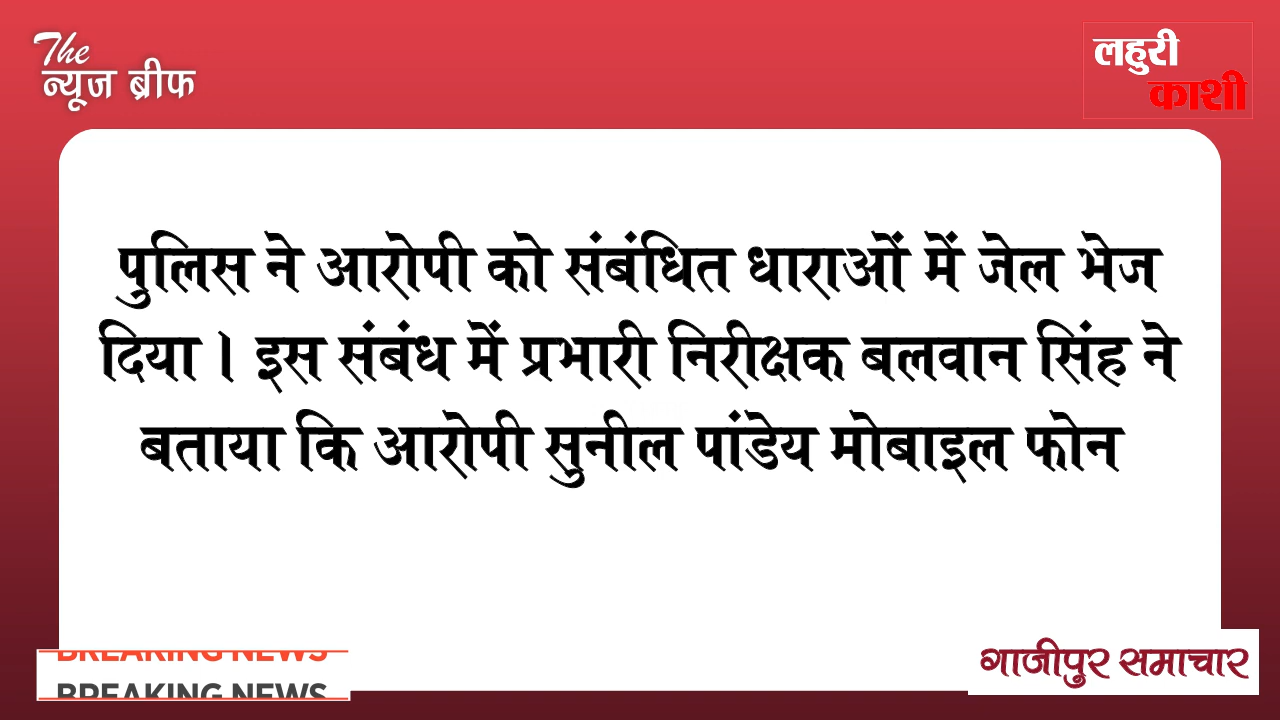 The
न्यूज ब्रीफ
लहुरी
काशी
पुलिस ने आरोपी को संबंधित धाराओं में जेल भेज
दिया । इस संबंध में प्रभारी निरीक्षक बलवान सिंह ने
बताया कि आरोपी सुनील पांडेय मोबाइल फोन
BREAKING NEWS
BREAKING NEWS
गाजीपुर समाचार